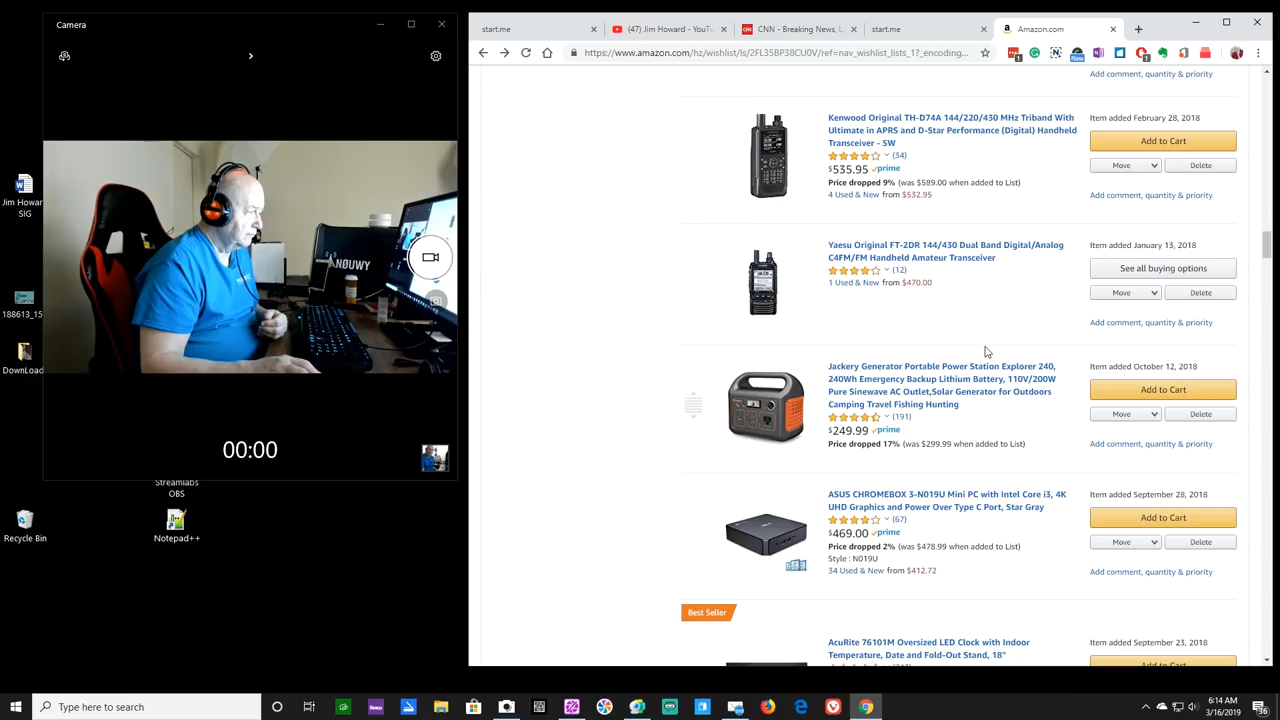 Camera
start.me
(47) Jim Howard - YouT
CNN - Breaking News, L
start.me
Amazon.com
https://www.amazon.com/hz/wishlist/ls/2FL35BP38CU0V/ref=nav_wishlist_lists_1?_encoding...
New
Add comment, quantity & priority
Kenwood Original TH-D74A 144/220/430 MHz Triband With
Ultimate in APRS and D-Star Performance (Digital) Handheld
Transceiver - 5W
(34)
$535.95 prime
Price dropped 9% (was $589.00 when added to List)
4 Used & New from $532.95
Item added February 28, 2018
Add to Cart
Move Delete
Add comment, quantity & priority
Yaesu Original FT-2DR 144/430 Dual Band Digital/Analog
C4FM/FM Handheld Amateur Transceiver
(12)
1 Used & New from $470.00
Item added January 13, 2018
See all buying options
Move Delete
Add comment, quantity & priority
Jackery Generator Portable Power Station Explorer 240,
240Wh Emergency Backup Lithium Battery, 110V/200W
Pure Sinewave AC Outlet,Solar Generator for Outdoors
Camping Travel Fishing Hunting
(191)
$249.99 prime
Price dropped 17% (was $299.99 when added to List)
Item added October 12, 2018
Add to Cart
Move Delete
Add comment, quantity & priority
ASUS CHROMEBOX 3-N019U Mini PC with Intel Core i3, 4K
UHD Graphics and Power Over Type C Port, Star Gray
(67)
$469.00 prime
Price dropped 2% (was $478.99 when added to List)
Style : N019U
34 Used & New from $412.72
Item added September 28, 2018
Add to Cart
Move Delete
Add comment, quantity & priority
Best Seller
AcuRite 76101M Oversized LED Clock with Indoor
Temperature, Date and Fold-Out Stand, 18"
Item added September 23, 2018
Add to Cart
AN0UWY
00:00
Jim Howar
SIG
188613_15
DownLoad
Streamlabs
OBS
Recycle Bin
Notepad++
Type here to search
Roku
6:14 AM
3/16/2019
36